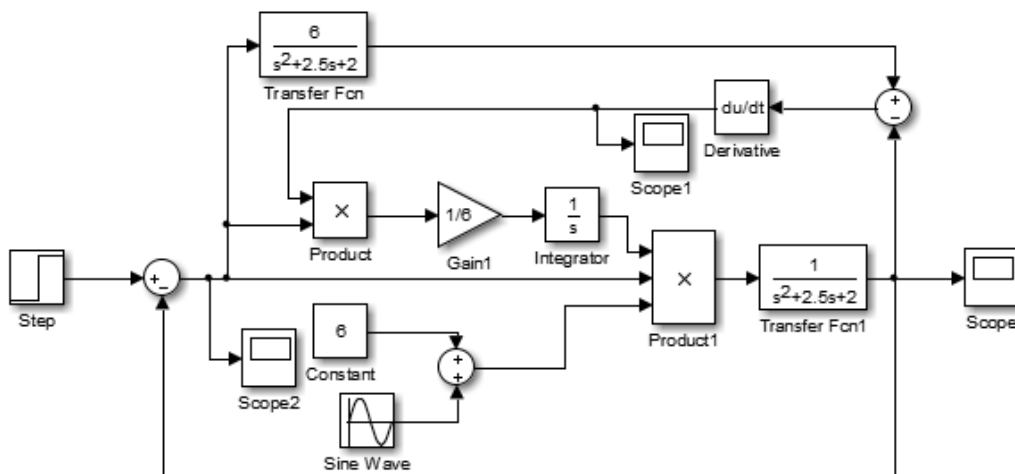 6
s²+2.5s+2
Transfer Fcn
+
−
du/dt
Derivative
Scope1
×
Product
1/6
Gain1
1
s
Integrator
Step
+
−
×
Product1
1
s²+2.5s+2
Transfer Fcn1
Scope
Scope2
6
Constant
+
+
Sine Wave